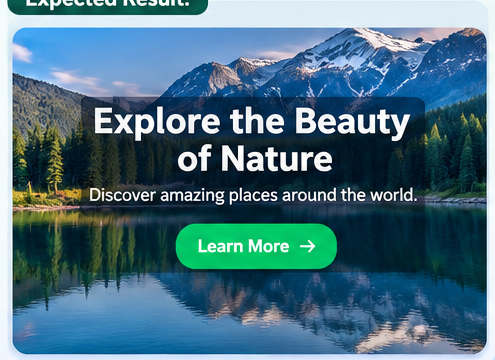 Expected Result:
Explore the Beauty
of Nature
Discover amazing places around the world.
Learn More →